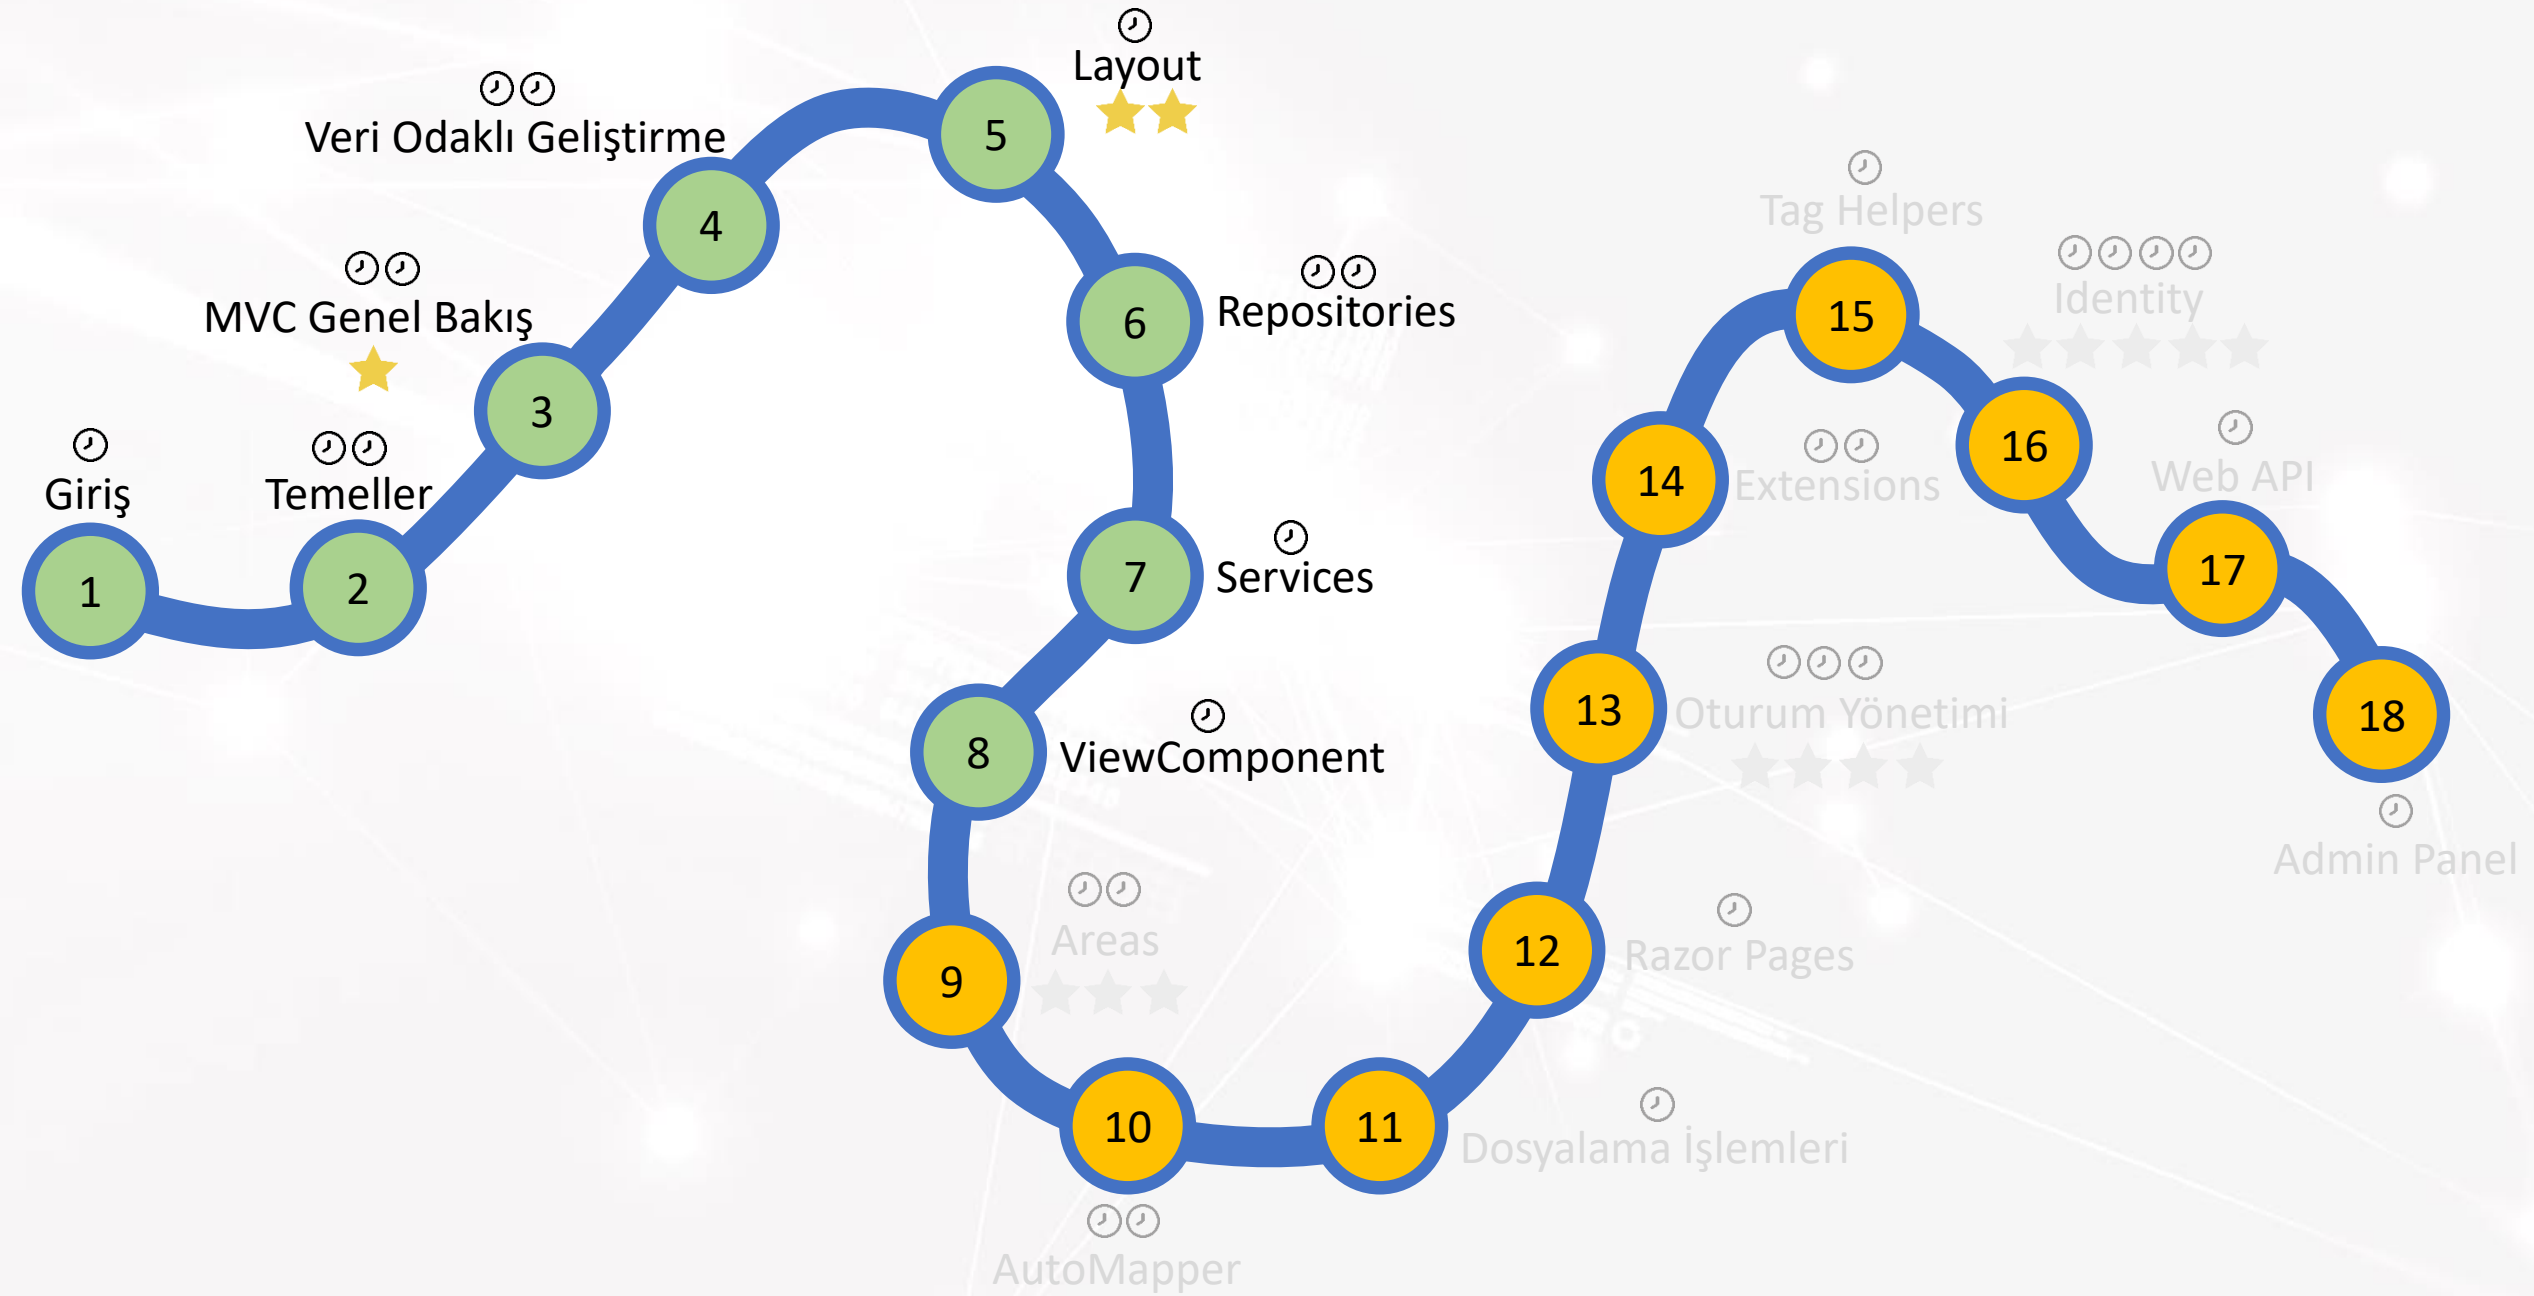 Giriş
1
Temeller
2
MVC Genel Bakış
3
Veri Odaklı Geliştirme
4
Layout
5
Repositories
6
Services
7
ViewComponent
8
Areas
9
AutoMapper
10
Dosyalama İşlemleri
11
Razor Pages
12
Oturum Yönetimi
13
Extensions
14
Tag Helpers
15
Identity
16
Web API
17
Admin Panel
18